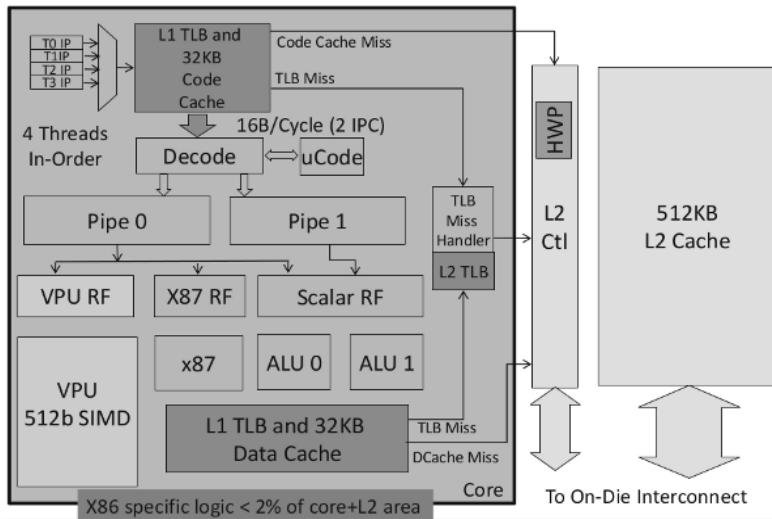 T0 IP
T1IP
T2 IP
T3 IP
L1 TLB and
32KB
Code
Cache
Code Cache Miss
TLB Miss
4 Threads
In-Order
16B/Cycle (2 IPC)
Decode
uCode
Pipe 0
Pipe 1
TLB
Miss
Handler
L2 TLB
HWP
L2
Ctl
512KB
L2 Cache
VPU RF
X87 RF
Scalar RF
VPU
512b SIMD
x87
ALU 0
ALU 1
L1 TLB and 32KB
Data Cache
TLB Miss
DCache Miss
Core
X86 specific logic < 2% of core+L2 area
To On-Die Interconnect